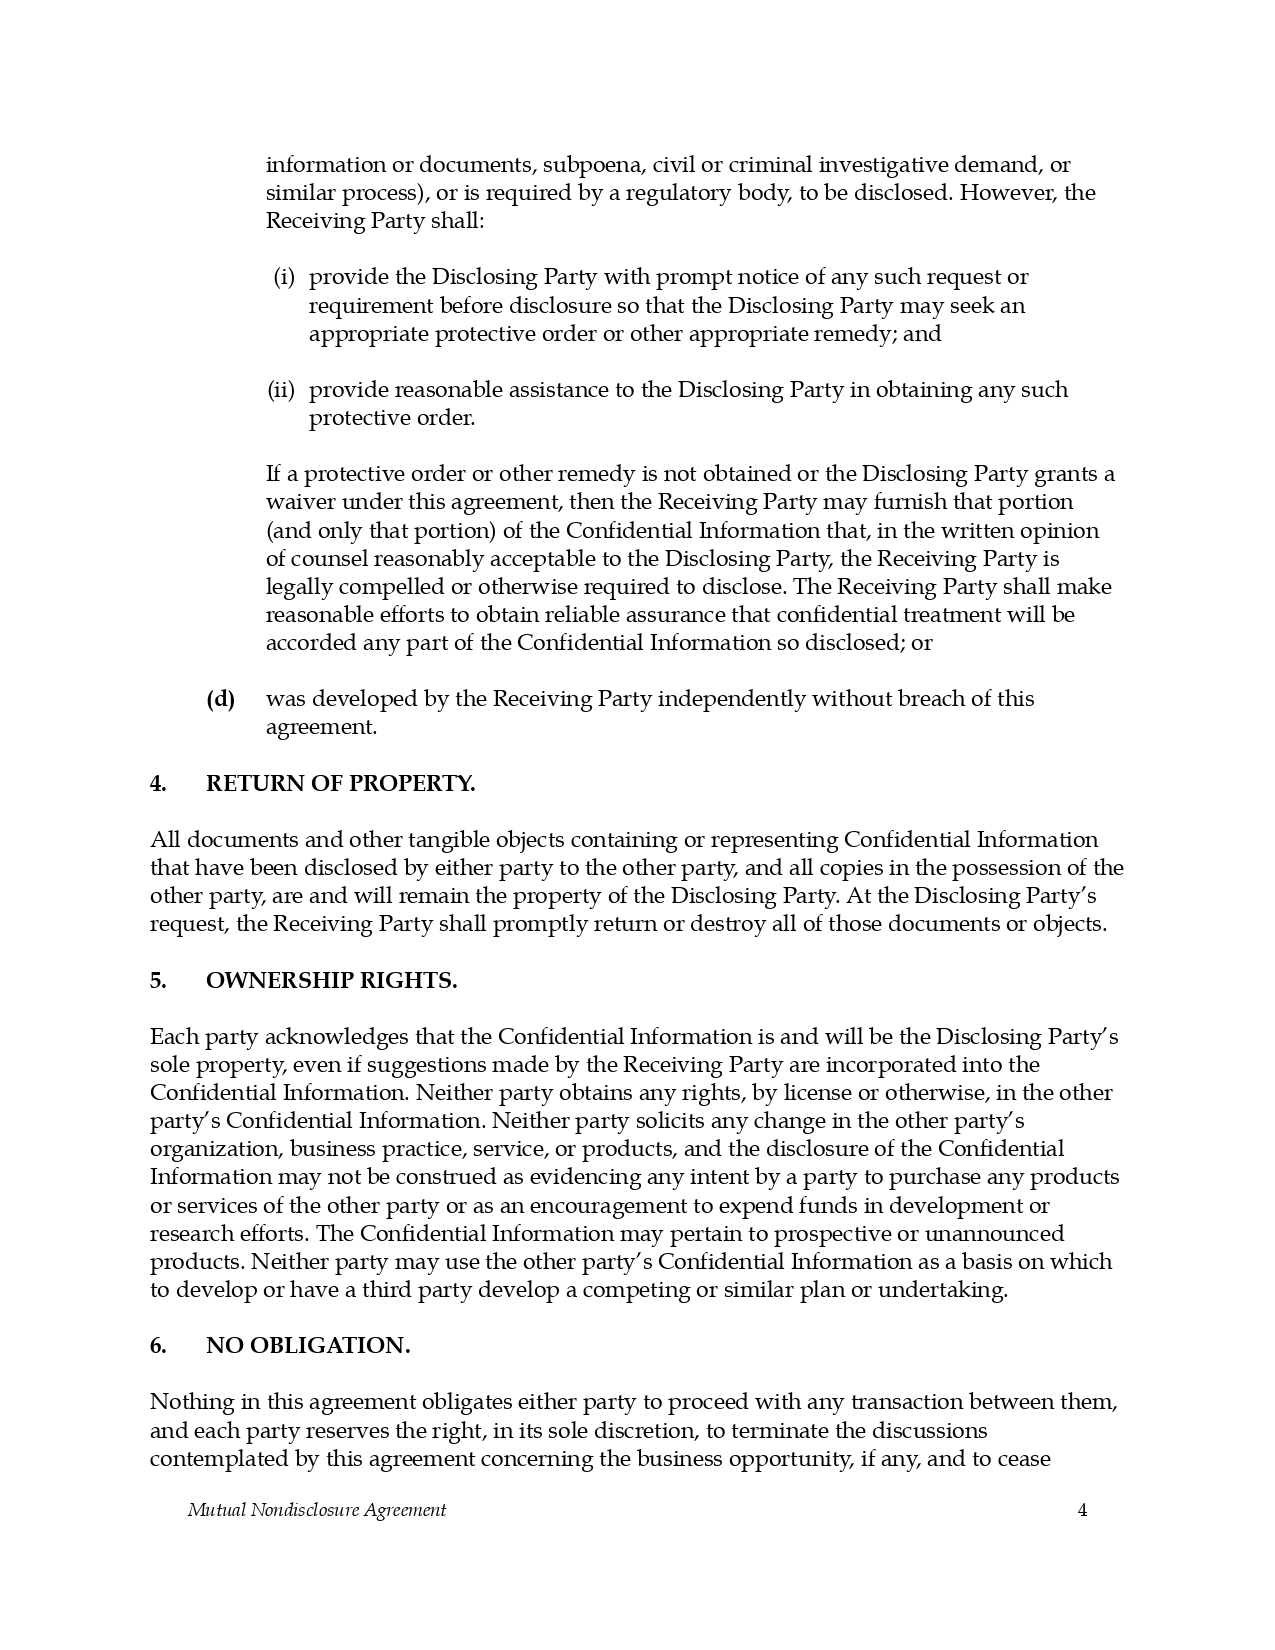 information or documents, subpoena, civil or criminal investigative demand, or
similar process), or is required by a regulatory body, to be disclosed. However, the
Receiving Party shall:
(i) provide the Disclosing Party with prompt notice of any such request or
requirement before disclosure so that the Disclosing Party may seek an
appropriate protective order or other appropriate remedy; and
(ii) provide reasonable assistance to the Disclosing Party in obtaining any such
protective order.
If a protective order or other remedy is not obtained or the Disclosing Party grants a
waiver under this agreement, then the Receiving Party may furnish that portion
(and only that portion) of the Confidential Information that, in the written opinion
of counsel reasonably acceptable to the Disclosing Party, the Receiving Party is
legally compelled or otherwise required to disclose. The Receiving Party shall make
reasonable efforts to obtain reliable assurance that confidential treatment will be
accorded any part of the Confidential Information so disclosed; or
(d) was developed by the Receiving Party independently without breach of this
agreement.
4. RETURN OF PROPERTY.
All documents and other tangible objects containing or representing Confidential Information
that have been disclosed by either party to the other party, and all copies in the possession of the
other party, are and will remain the property of the Disclosing Party. At the Disclosing Party’s
request, the Receiving Party shall promptly return or destroy all of those documents or objects.
5. OWNERSHIP RIGHTS.
Each party acknowledges that the Confidential Information is and will be the Disclosing Party’s
sole property, even if suggestions made by the Receiving Party are incorporated into the
Confidential Information. Neither party obtains any rights, by license or otherwise, in the other
party’s Confidential Information. Neither party solicits any change in the other party’s
organization, business practice, service, or products, and the disclosure of the Confidential
Information may not be construed as evidencing any intent by a party to purchase any products
or services of the other party or as an encouragement to expend funds in development or
research efforts. The Confidential Information may pertain to prospective or unannounced
products. Neither party may use the other party’s Confidential Information as a basis on which
to develop or have a third party develop a competing or similar plan or undertaking.
6. NO OBLIGATION.
Nothing in this agreement obligates either party to proceed with any transaction between them,
and each party reserves the right, in its sole discretion, to terminate the discussions
contemplated by this agreement concerning the business opportunity, if any, and to cease
Mutual Nondisclosure Agreement 4